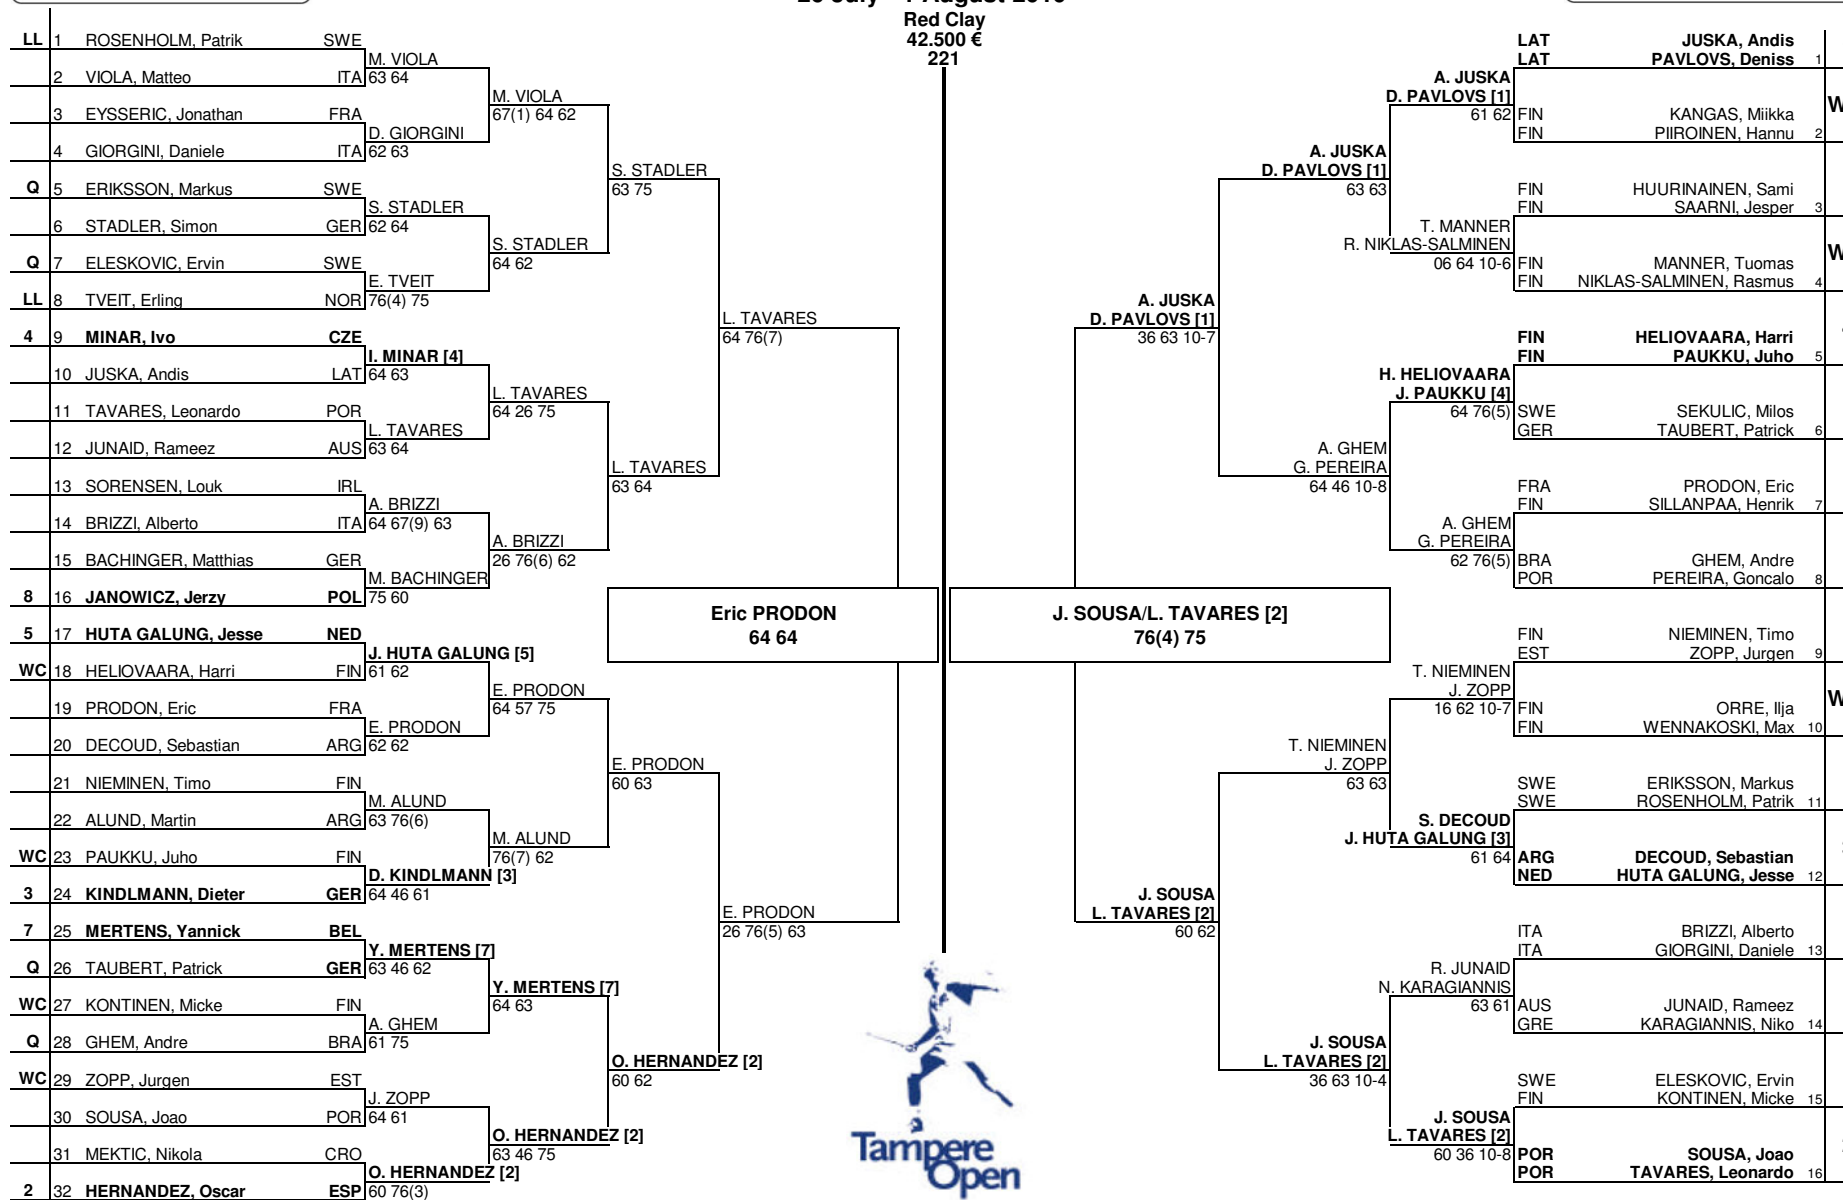 Red Clay
42.500 €
221
LL 1 ROSENHOLM, Patrik SWE
2 VIOLA, Matteo ITA
3 EYSSERIC, Jonathan FRA
4 GIORGINI, Daniele ITA
Q 5 ERIKSSON, Markus SWE
6 STADLER, Simon GER
Q 7 ELESKOVIC, Ervin SWE
LL 8 TVEIT, Erling NOR
4 9 MINAR, Ivo CZE
10 JUSKA, Andis LAT
11 TAVARES, Leonardo POR
12 JUNAID, Rameez AUS
13 SORENSEN, Louk IRL
14 BRIZZI, Alberto ITA
15 BACHINGER, Matthias GER
8 16 JANOWICZ, Jerzy POL
5 17 HUTA GALUNG, Jesse NED
WC 18 HELIOVAARA, Harri FIN
19 PRODON, Eric FRA
20 DECOUD, Sebastian ARG
21 NIEMINEN, Timo FIN
22 ALUND, Martin ARG
WC 23 PAUKKU, Juho FIN
3 24 KINDLMANN, Dieter GER
7 25 MERTENS, Yannick BEL
Q 26 TAUBERT, Patrick GER
WC 27 KONTINEN, Micke FIN
Q 28 GHEM, Andre BRA
WC 29 ZOPP, Jurgen EST
30 SOUSA, Joao POR
31 MEKTIC, Nikola CRO
2 32 HERNANDEZ, Oscar ESP
M. VIOLA
63 64
D. GIORGINI
62 63
S. STADLER
62 64
E. TVEIT
76(4) 75
I. MINAR [4]
64 63
L. TAVARES
63 64
A. BRIZZI
64 67(9) 63
M. BACHINGER
75 60
J. HUTA GALUNG [5]
61 62
E. PRODON
62 62
M. ALUND
63 76(6)
D. KINDLMANN [3]
64 46 61
Y. MERTENS [7]
63 46 62
A. GHEM
61 75
J. ZOPP
64 61
O. HERNANDEZ [2]
60 76(3)
M. VIOLA
67(1) 64 62
S. STADLER
64 62
L. TAVARES
64 26 75
A. BRIZZI
26 76(6) 62
E. PRODON
64 57 75
M. ALUND
76(7) 62
Y. MERTENS [7]
64 63
O. HERNANDEZ [2]
63 46 75
S. STADLER
63 75
L. TAVARES
63 64
E. PRODON
60 63
O. HERNANDEZ [2]
60 62
L. TAVARES
64 76(7)
E. PRODON
26 76(5) 63
Eric PRODON
64 64
J. SOUSA/L. TAVARES [2]
76(4) 75
A. JUSKA
D. PAVLOVS [1]
36 63 10-7
J. SOUSA
L. TAVARES [2]
60 62
A. JUSKA
D. PAVLOVS [1]
63 63
A. GHEM
G. PEREIRA
64 46 10-8
T. NIEMINEN
J. ZOPP
63 63
J. SOUSA
L. TAVARES [2]
36 63 10-4
A. JUSKA
D. PAVLOVS [1]
61 62
T. MANNER
R. NIKLAS-SALMINEN
06 64 10-6
H. HELIOVAARA
J. PAUKKU [4]
64 76(5)
A. GHEM
G. PEREIRA
62 76(5)
T. NIEMINEN
J. ZOPP
16 62 10-7
S. DECOUD
J. HUTA GALUNG [3]
61 64
R. JUNAID
N. KARAGIANNIS
63 61
J. SOUSA
L. TAVARES [2]
60 36 10-8
LAT JUSKA, Andis
LAT PAVLOVS, Deniss 1
FIN KANGAS, Miikka
FIN PIIROINEN, Hannu 2
FIN HUURINAINEN, Sami
FIN SAARNI, Jesper 3
FIN MANNER, Tuomas
FIN NIKLAS-SALMINEN, Rasmus 4
FIN HELIOVAARA, Harri
FIN PAUKKU, Juho 5
SWE SEKULIC, Milos
GER TAUBERT, Patrick 6
FRA PRODON, Eric
FIN SILLANPAA, Henrik 7
BRA GHEM, Andre
POR PEREIRA, Goncalo 8
FIN NIEMINEN, Timo
EST ZOPP, Jurgen 9
FIN ORRE, Ilja
FIN WENNAKOSKI, Max 10
SWE ERIKSSON, Markus
SWE ROSENHOLM, Patrik 11
ARG DECOUD, Sebastian
NED HUTA GALUNG, Jesse 12
ITA BRIZZI, Alberto
ITA GIORGINI, Daniele 13
AUS JUNAID, Rameez
GRE KARAGIANNIS, Niko 14
SWE ELESKOVIC, Ervin
FIN KONTINEN, Micke 15
POR SOUSA, Joao
POR TAVARES, Leonardo 16
Tampere
Open